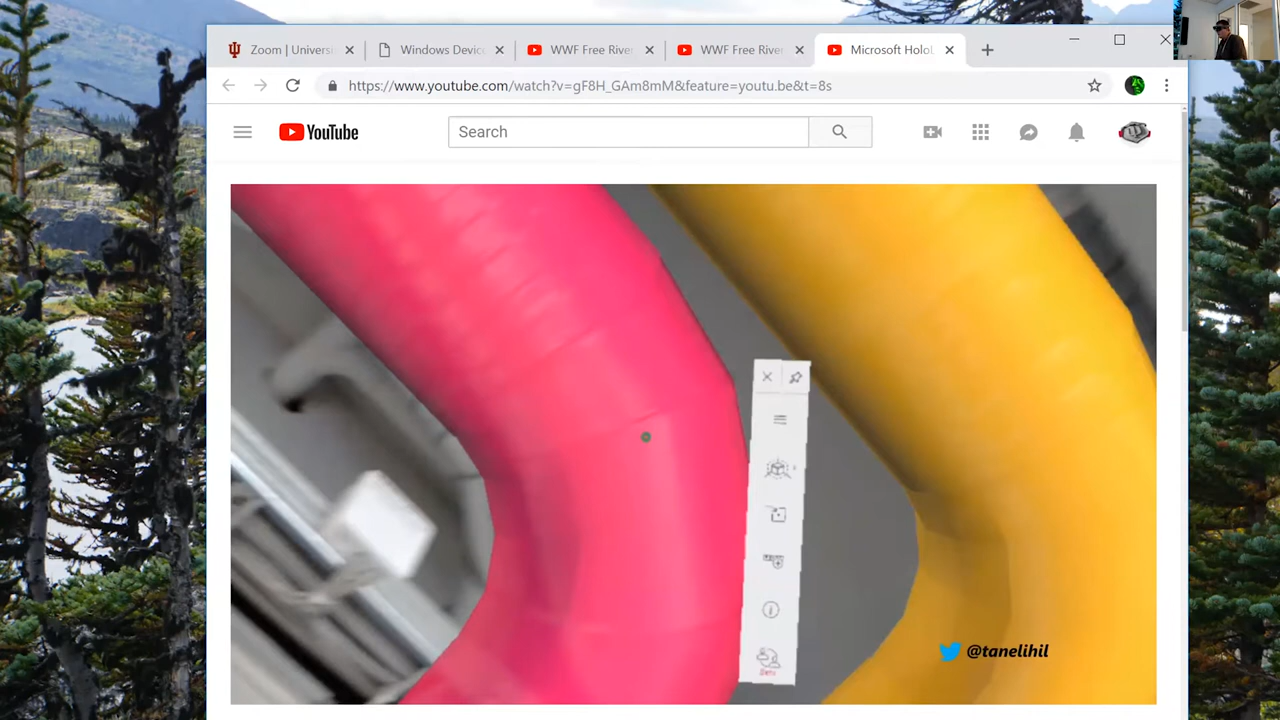 Zoom | Univers
Windows Devic
WWF Free River
WWF Free River
Microsoft HoloL
https://www.youtube.com/watch?v=gF8H_GAm8mM&feature=youtu.be&t=8s
YouTube
Search
@tanelihil